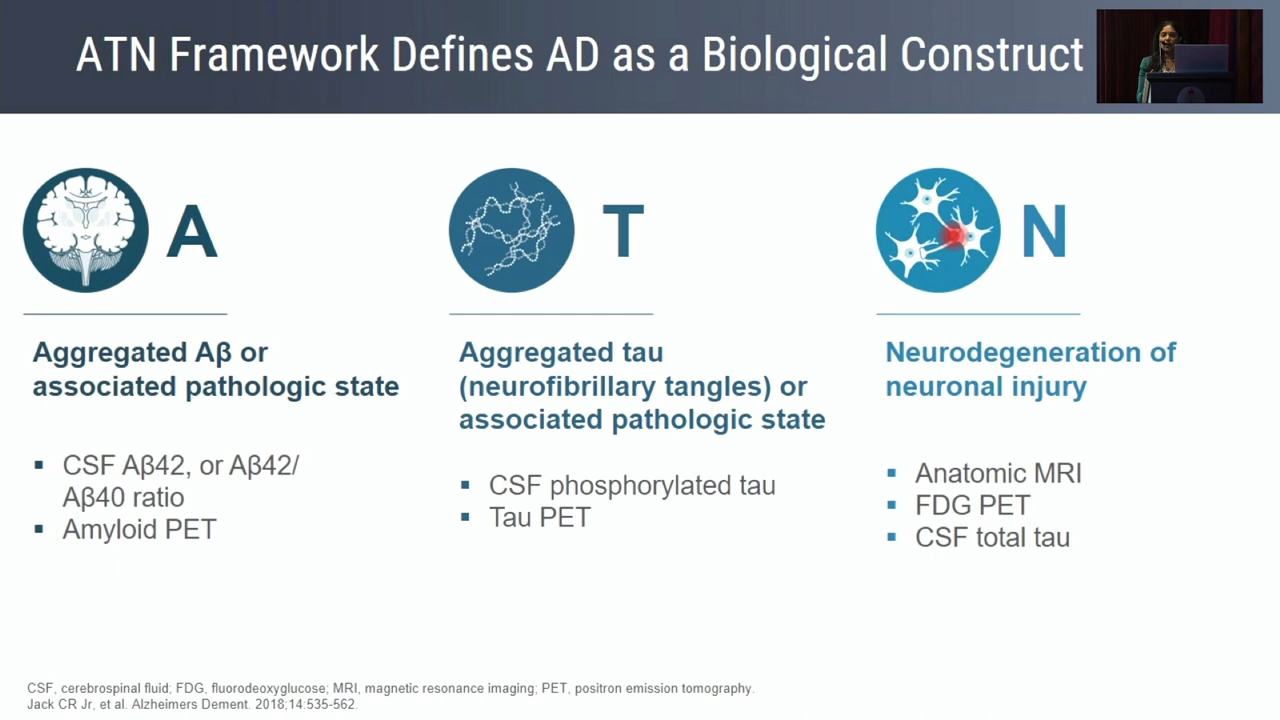 ATN Framework Defines AD as a Biological Construct
A
Aggregated Aβ or
associated pathologic state
▪ CSF Aβ42, or Aβ42/
Aβ40 ratio
▪ Amyloid PET
T
Aggregated tau
(neurofibrillary tangles) or
associated pathologic state
▪ CSF phosphorylated tau
▪ Tau PET
N
Neurodegeneration of
neuronal injury
▪ Anatomic MRI
▪ FDG PET
▪ CSF total tau
CSF, cerebrospinal fluid; FDG, fluorodeoxyglucose; MRI, magnetic resonance imaging; PET, positron emission tomography.
Jack CR Jr, et al. Alzheimers Dement. 2018;14:535-562.